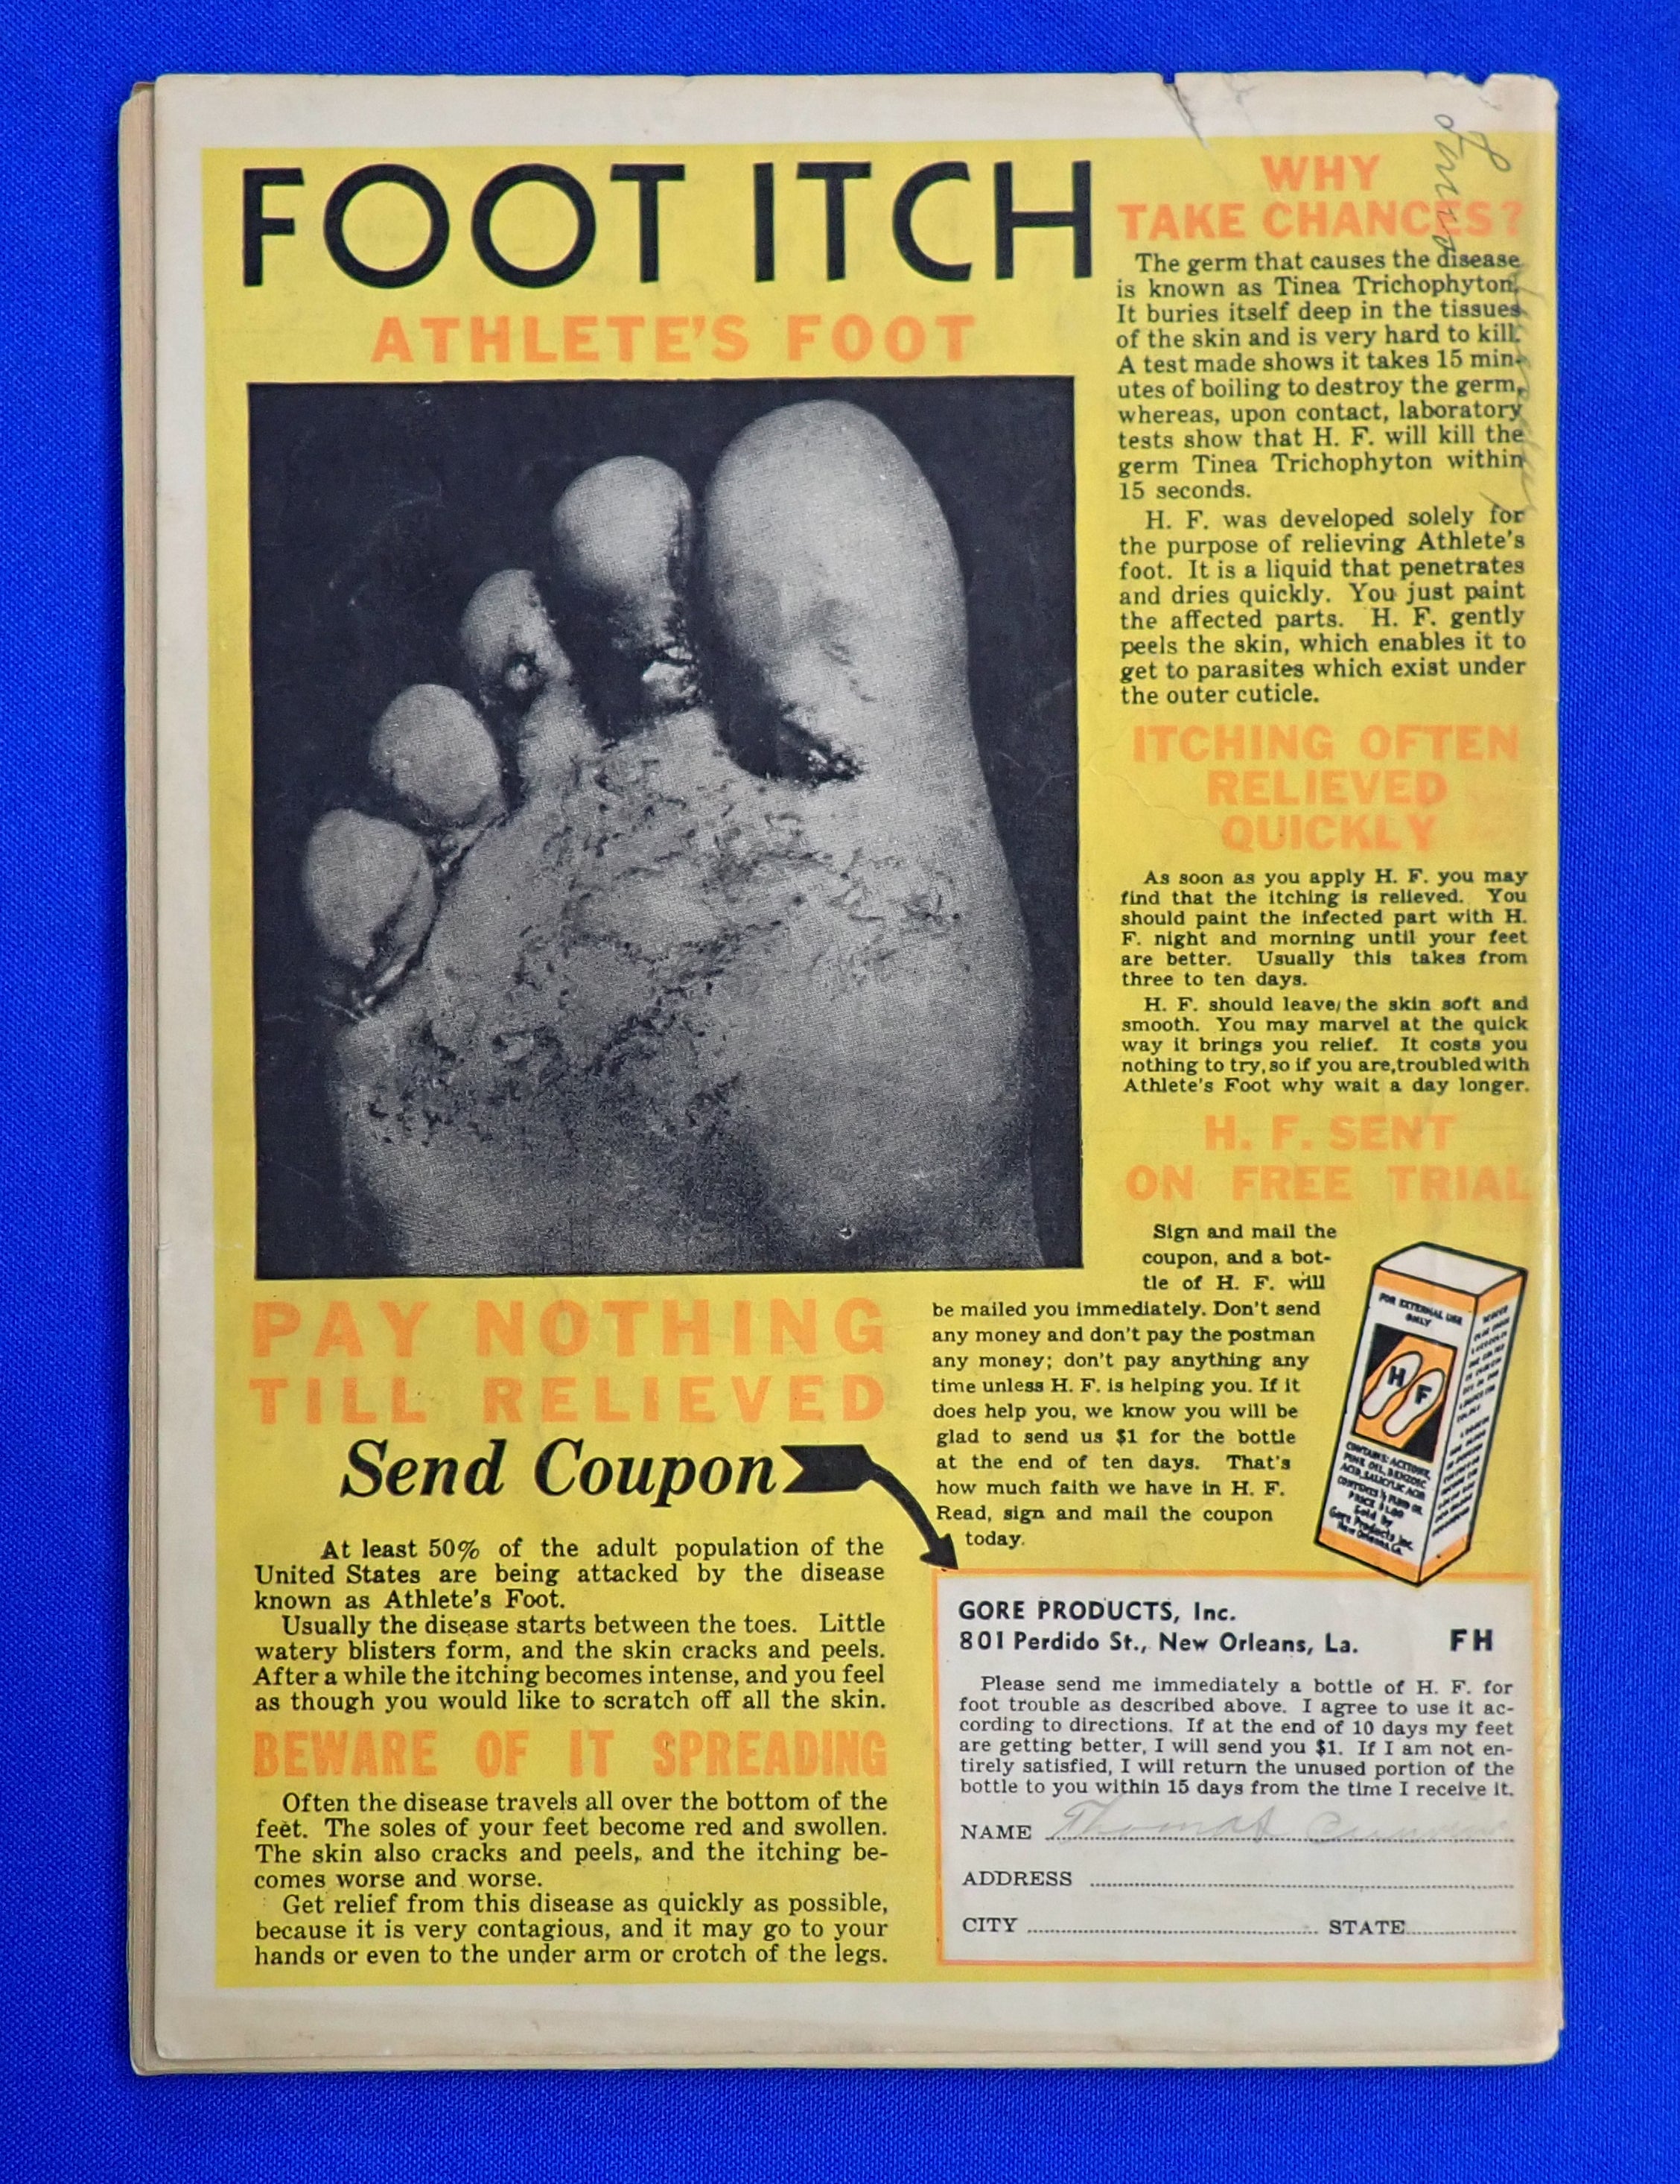 FOOT ITCH
ATHLETE'S FOOT
PAY NOTHING
TILL RELIEVED
Send Coupon
At least 50% of the adult population of the
United States are being attacked by the disease
known as Athlete's Foot.
Usually the disease starts between the toes. Little
watery blisters form, and the skin cracks and peels.
After a while the itching becomes intense, and you feel
as though you would like to scratch off all the skin.
BEWARE OF IT SPREADING
Often the disease travels all over the bottom of the
feet. The soles of your feet become red and swollen.
The skin also cracks and peels, and the itching be-
comes worse and worse.
Get relief from this disease as quickly as possible,
because it is very contagious, and it may go to your
hands or even to the under arm or crotch of the legs.
WHY
TAKE CHANCES?
The germ that causes the disease
is known as Tinea Trichophyton.
It buries itself deep in the tissues
of the skin and is very hard to kill.
A test made shows it takes 15 min-
utes of boiling to destroy the germ,
whereas, upon contact, laboratory
tests show that H. F. will kill the
germ Tinea Trichophyton within
15 seconds.
H. F. was developed solely for
the purpose of relieving Athlete's
foot. It is a liquid that penetrates
and dries quickly. You just paint
the affected parts. H. F. gently
peels the skin, which enables it to
get to parasites which exist under
the outer cuticle.
ITCHING OFTEN
RELIEVED
QUICKLY
As soon as you apply H. F. you may
find that the itching is relieved. You
should paint the infected part with H.
F. night and morning until your feet
are better. Usually this takes from
three to ten days.
H. F. should leave the skin soft and
smooth. You may marvel at the quick
way it brings you relief. It costs you
nothing to try, so if you are troubled with
Athlete's Foot why wait a day longer.
H. F. SENT
ON FREE TRIAL
Sign and mail the
coupon, and a bot-
tle of H. F. will
be mailed you immediately. Don't send
any money and don't pay the postman
any money; don't pay anything any
time unless H. F. is helping you. If it
does help you, we know you will be
glad to send us $1 for the bottle
at the end of ten days. That's
how much faith we have in H. F.
Read, sign and mail the coupon
today.
FOR EXTERNAL USE
ONLY
H F
CONTAINS: ACETONE,
PINE OIL, BENZOIC
ACID, SALICYLIC ACID
PRICE $1.00
Sold by
Gore Products Inc.
New Orleans, La.
GORE PRODUCTS, Inc.
801 Perdido St., New Orleans, La. FH
Please send me immediately a bottle of H. F. for
foot trouble as described above. I agree to use it ac-
cording to directions. If at the end of 10 days my feet
are getting better, I will send you $1. If I am not en-
tirely satisfied, I will return the unused portion of the
bottle to you within 15 days from the time I receive it.
NAME Thomas
ADDRESS
CITY STATE